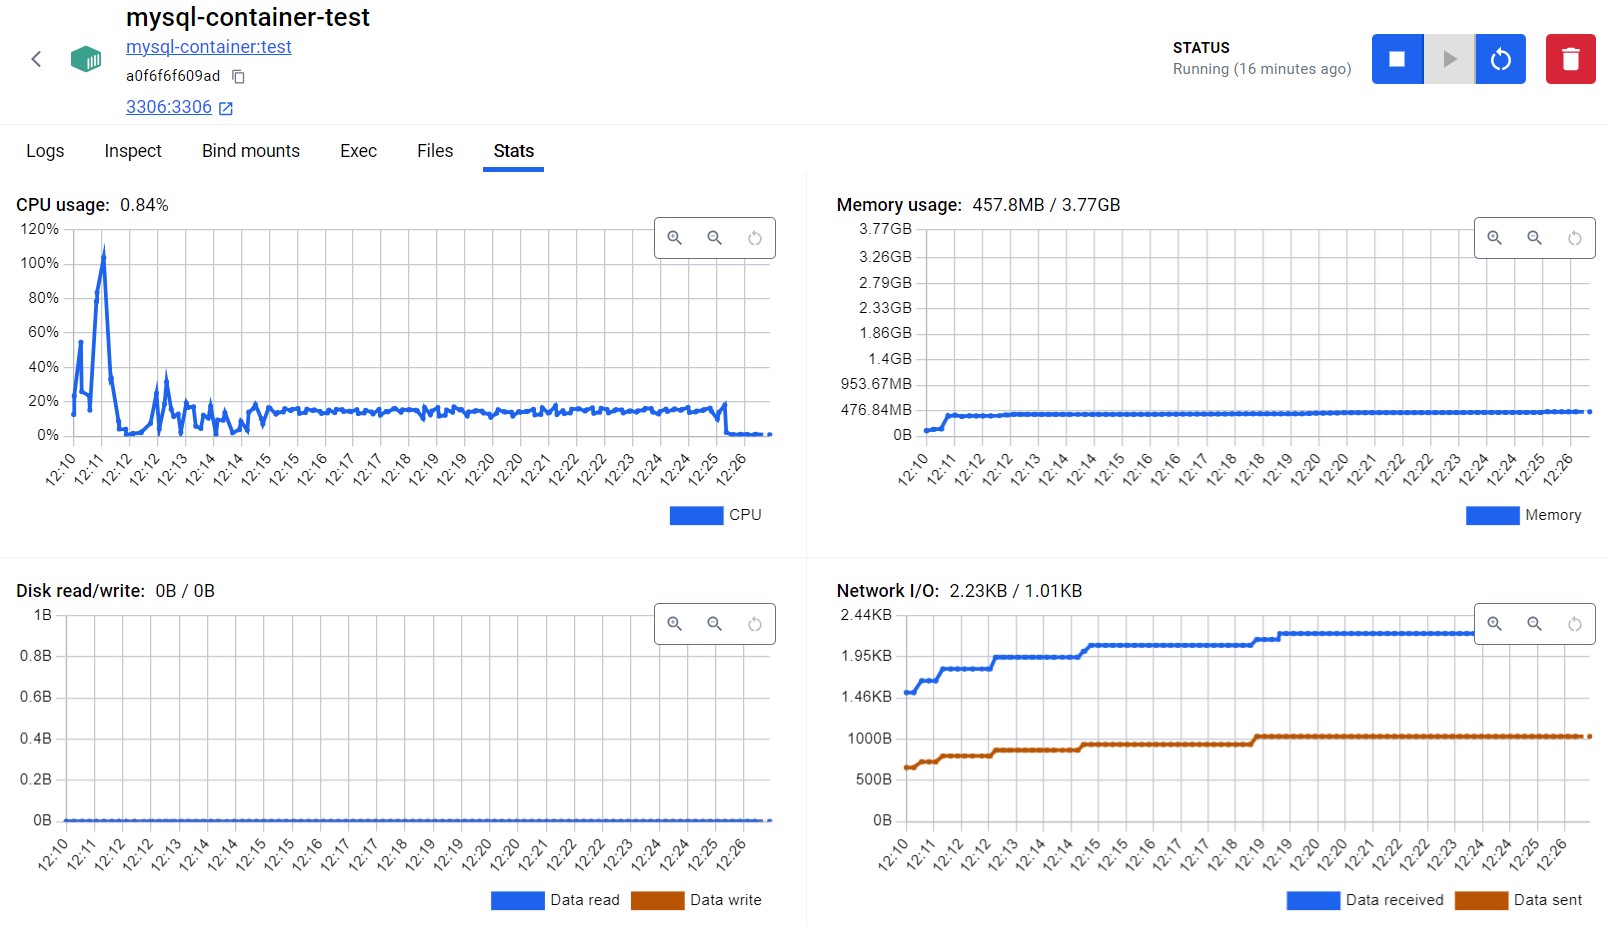 mysql-container-test
mysql-container:test
a0f6f6f609ad
3306:3306
STATUS
Running (16 minutes ago)
Logs Inspect Bind mounts Exec Files Stats
CPU usage: 0.84%
120%
100%
80%
60%
40%
20%
0%
12:10 12:11 12:12 12:12 12:13 12:14 12:14 12:15 12:15 12:16 12:17 12:17 12:18 12:19 12:19 12:20 12:20 12:21 12:22 12:22 12:23 12:24 12:24 12:25 12:26
CPU
Memory usage: 457.8MB / 3.77GB
3.77GB
3.26GB
2.79GB
2.33GB
1.86GB
1.4GB
953.67MB
476.84MB
0B
12:10 12:11 12:12 12:12 12:13 12:14 12:14 12:15 12:16 12:16 12:17 12:18 12:18 12:19 12:20 12:20 12:21 12:22 12:22 12:23 12:24 12:24 12:25 12:26
Memory
Disk read/write: 0B / 0B
1B
0.8B
0.6B
0.4B
0.2B
0B
12:10 12:11 12:12 12:12 12:13 12:14 12:14 12:15 12:15 12:16 12:17 12:17 12:18 12:19 12:19 12:20 12:20 12:21 12:22 12:22 12:23 12:24 12:24 12:25 12:26
Data read Data write
Network I/O: 2.23KB / 1.01KB
2.44KB
1.95KB
1.46KB
1000B
500B
0B
12:10 12:11 12:12 12:12 12:13 12:14 12:14 12:15 12:15 12:16 12:17 12:17 12:18 12:19 12:19 12:20 12:20 12:21 12:22 12:22 12:23 12:24 12:24 12:25 12:26
Data received Data sent